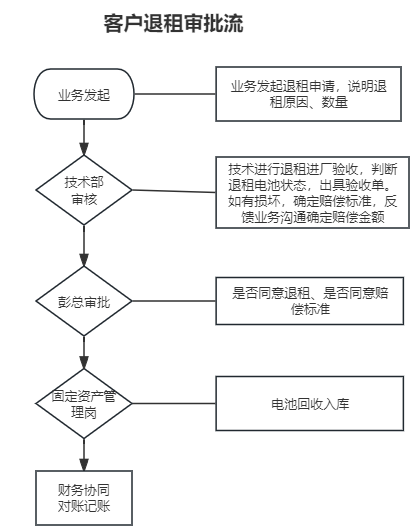 客户退租审批流
业务发起
业务发起退租申请，说明退
租原因、数量
技术部
审核
技术进行退租进厂验收，判断
退租电池状态，出具验收单。
如有损坏，确定赔偿标准，反
馈业务沟通确定赔偿金额
彭总审批
是否同意退租、是否同意赔
偿标准
固定资产管
理岗
电池回收入库
财务协同
对账记账